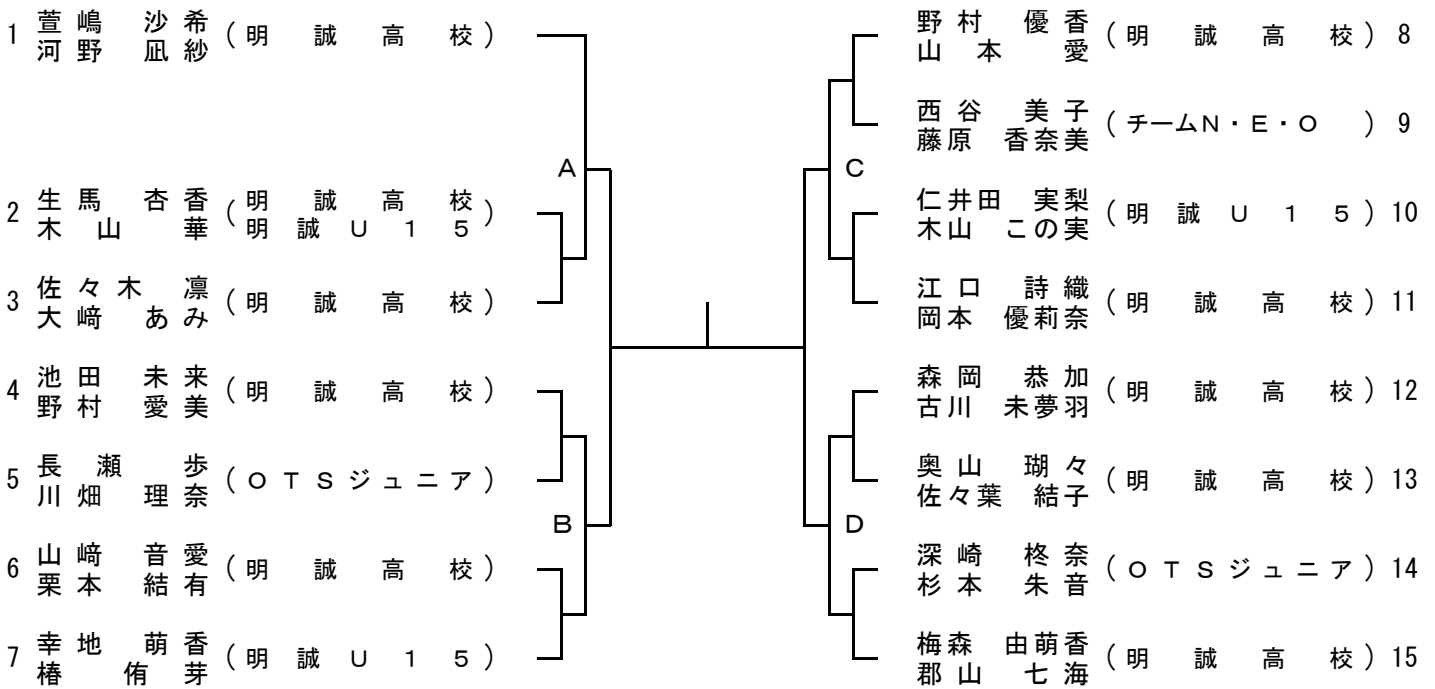 1 萱嶋 沙希 (明誠高校)
河野 凪紗
2 生馬 杏香 (明誠高校
木山 華 明誠U15)
3 佐々木 凛 (明誠高校)
大﨑 あみ
4 池田 未来 (明誠高校)
野村 愛美
5 長瀬 歩 (OTSジュニア)
川畑 理奈
6 山﨑 音愛 (明誠高校)
栗本 結有
7 幸地 萌香 (明誠U15)
椿 侑芽
A
B
C
D
野村 優香 (明誠高校) 8
山本 愛
西谷 美子 (チームN・E・O) 9
藤原 香奈美
仁井田 実梨 (明誠U15) 10
木山 この実
江口 詩織 (明誠高校) 11
岡本 優莉奈
森岡 恭加 (明誠高校) 12
古川 未夢羽
奥山 瑚々 (明誠高校) 13
佐々葉 結子
深崎 柊奈 (OTSジュニア) 14
杉本 朱音
梅森 由萌香 (明誠高校) 15
郡山 七海